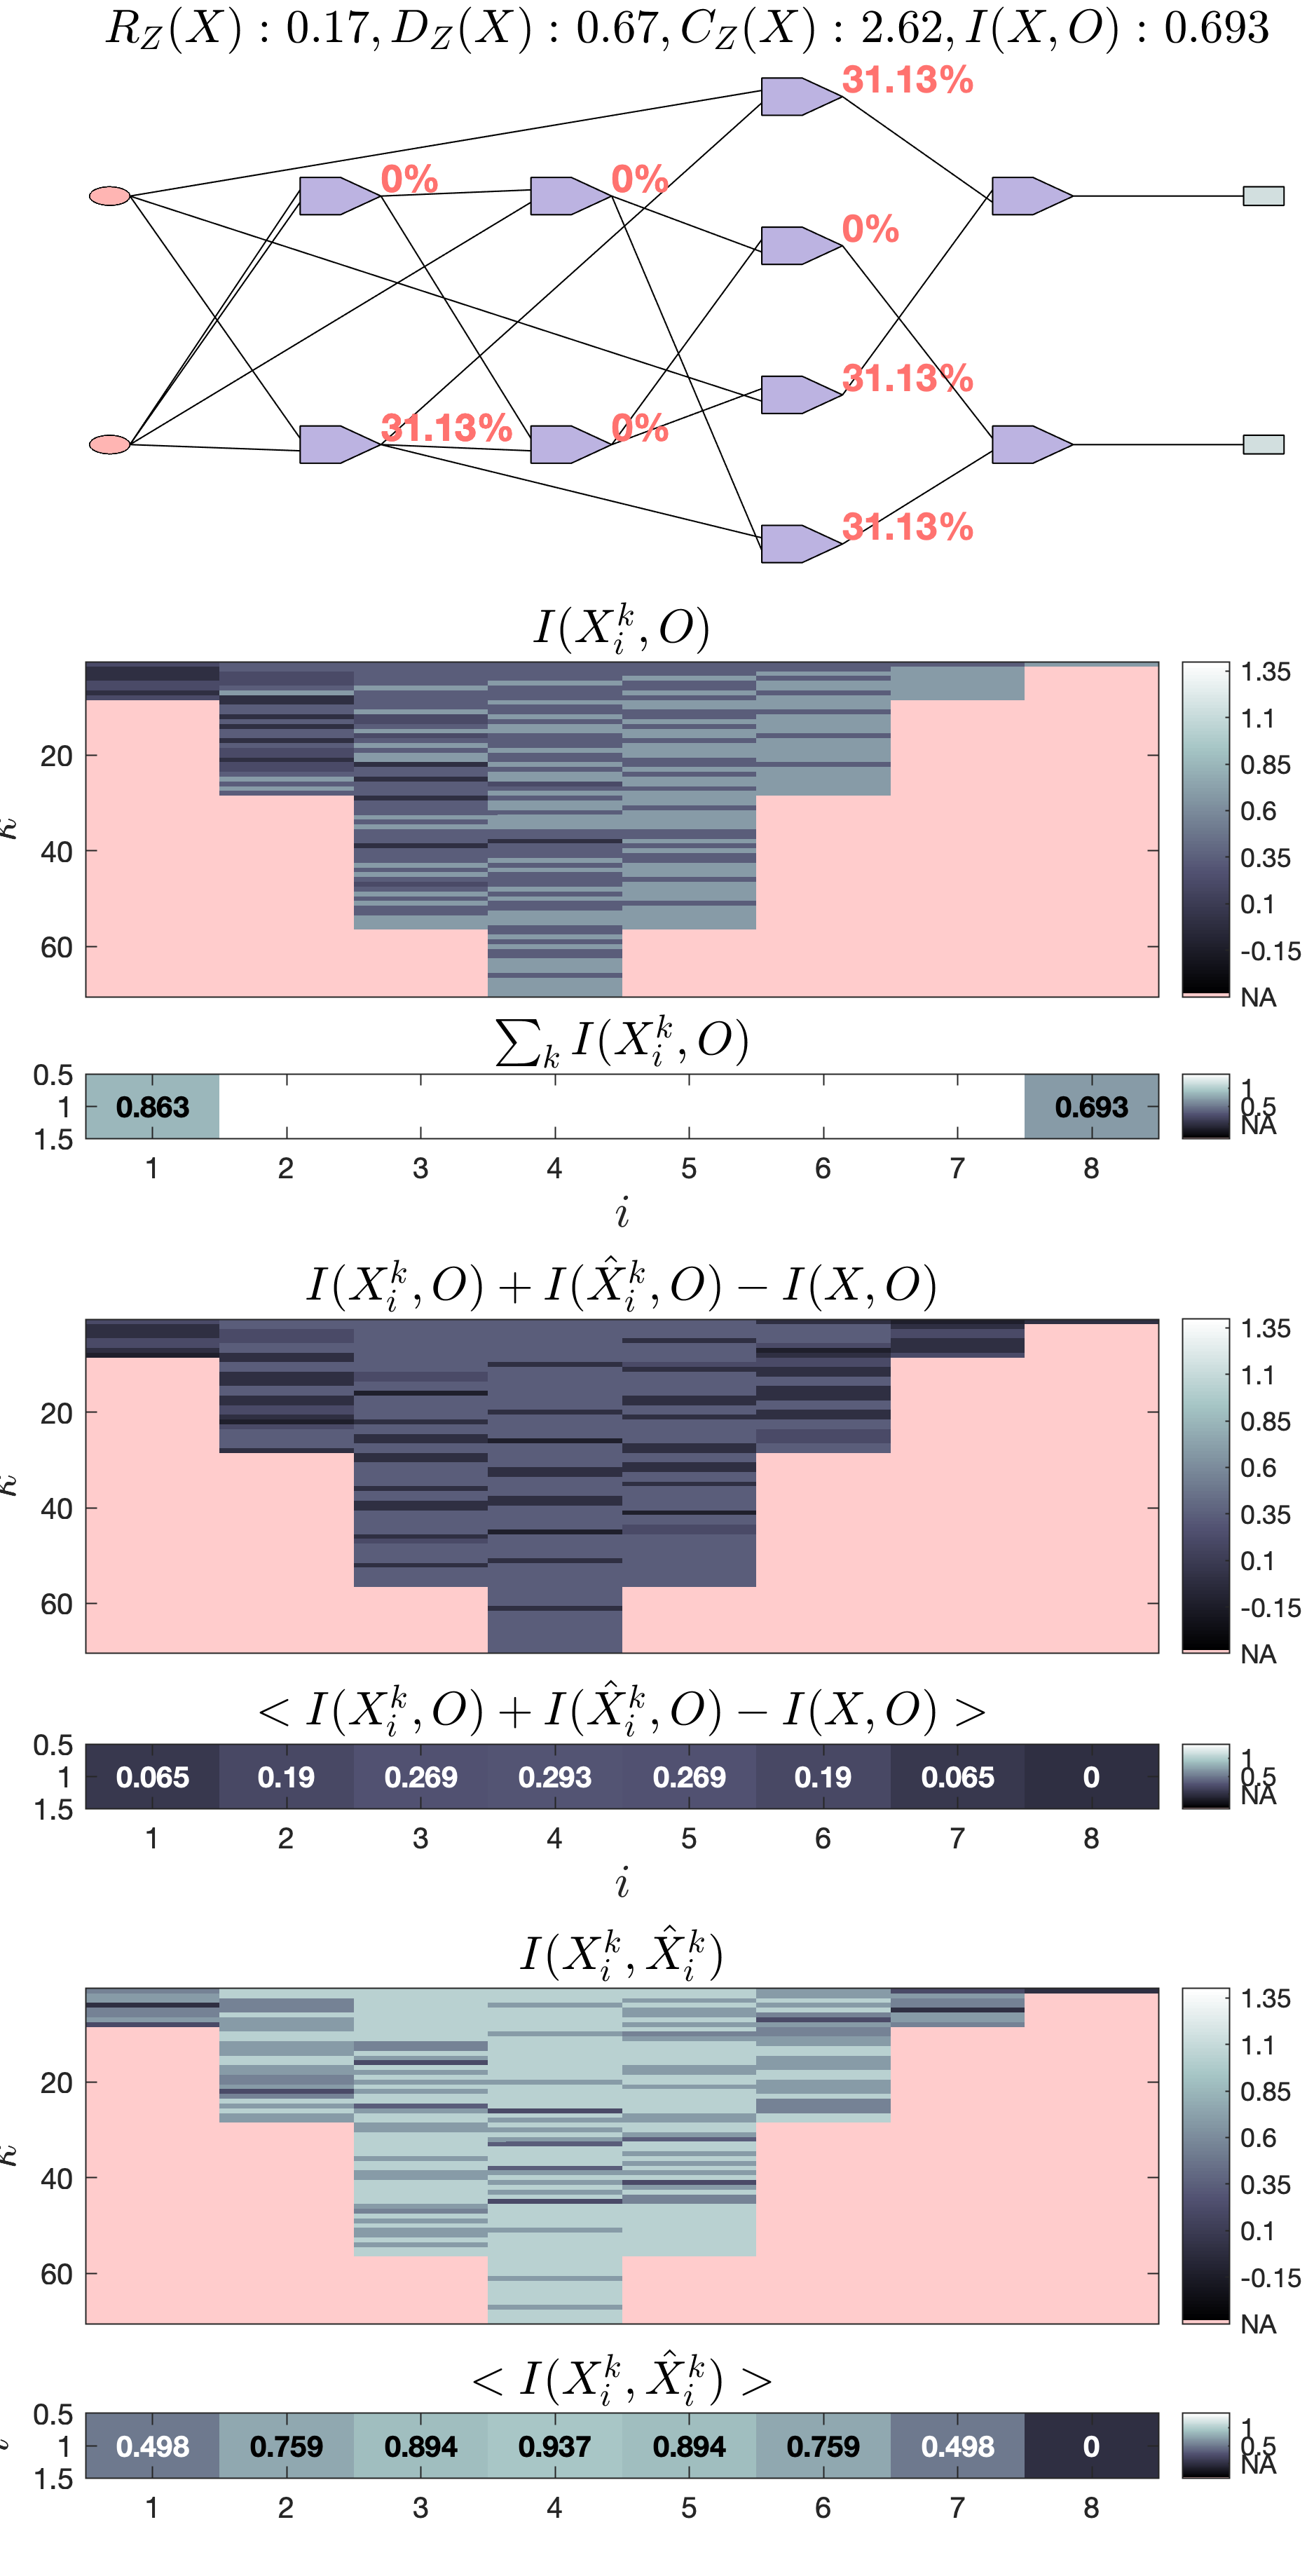 R_Z(X) : 0.17, D_Z(X) : 0.67, C_Z(X) : 2.62, I(X, O) : 0.693
31.13%
0% 0%
0%
31.13%
31.13% 0%
31.13%
I(X_i^k, O)
1.35
1.1
20 0.85
0.6
k
40 0.35
0.1
60 -0.15
NA
∑_k I(X_i^k, O)
0.5 1
1 0.863 0.693 0.5
1.5 NA
1 2 3 4 5 6 7 8
i
I(X_i^k, O) + I(X̂_i^k, O) − I(X, O)
1.35
1.1
20 0.85
0.6
k
40 0.35
0.1
60 -0.15
NA
< I(X_i^k, O) + I(X̂_i^k, O) − I(X, O) >
0.5 1
1 0.065 0.19 0.269 0.293 0.269 0.19 0.065 0 0.5
1.5 NA
1 2 3 4 5 6 7 8
i
I(X_i^k, X̂_i^k)
1.35
1.1
20 0.85
0.6
k
40 0.35
0.1
60 -0.15
NA
< I(X_i^k, X̂_i^k) >
0.5 1
1 0.498 0.759 0.894 0.937 0.894 0.759 0.498 0 0.5
1.5 NA
1 2 3 4 5 6 7 8